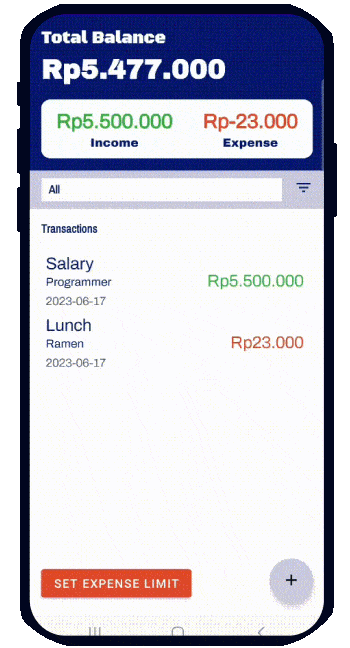 Total Balance
Rp5.477.000
Rp5.500.000 Rp-23.000
Income Expense
All
Transactions
Salary
Programmer Rp5.500.000
2023-06-17
Lunch
Ramen Rp23.000
2023-06-17
SET EXPENSE LIMIT +